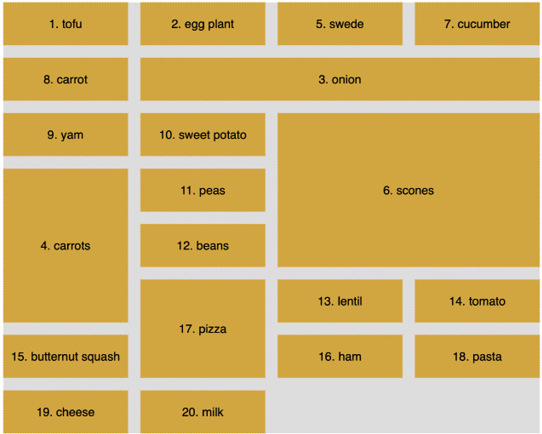 1. tofu
2. egg plant
5. swede
7. cucumber
8. carrot
3. onion
9. yam
10. sweet potato
6. scones
11. peas
4. carrots
12. beans
13. lentil
14. tomato
17. pizza
15. butternut squash
16. ham
18. pasta
19. cheese
20. milk